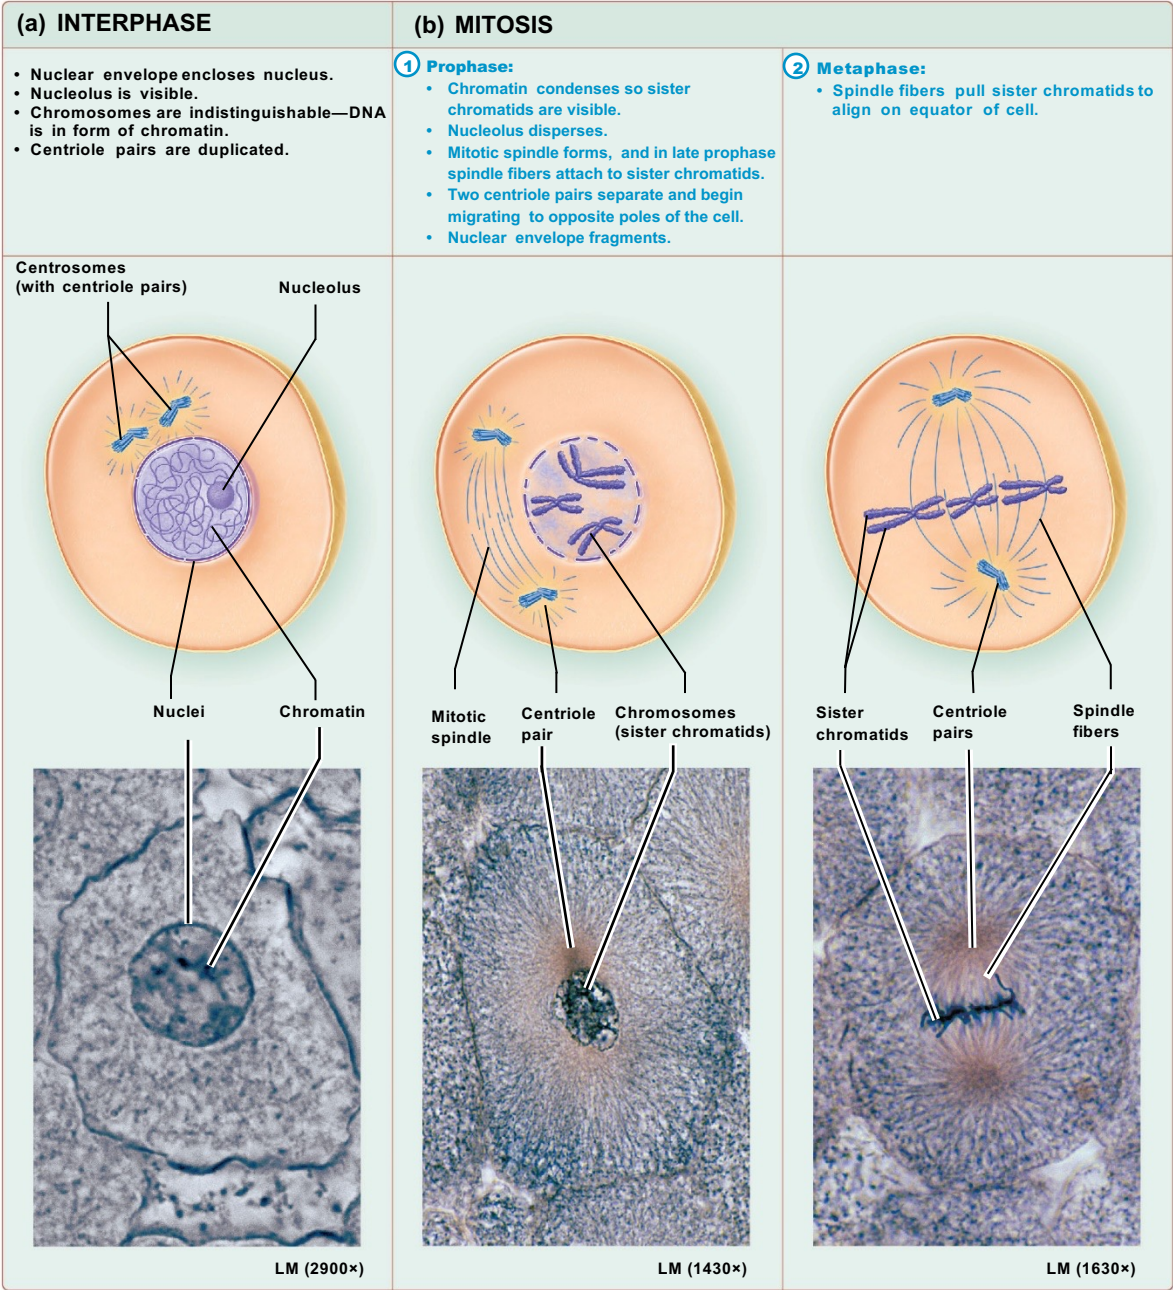 (a) INTERPHASE
(b) MITOSIS
• Nuclear envelope encloses nucleus.
• Nucleolus is visible.
• Chromosomes are indistinguishable—DNA
is in form of chromatin.
• Centriole pairs are duplicated.
1 Prophase:
• Chromatin condenses so sister
chromatids are visible.
• Nucleolus disperses.
• Mitotic spindle forms, and in late prophase
spindle fibers attach to sister chromatids.
• Two centriole pairs separate and begin
migrating to opposite poles of the cell.
• Nuclear envelope fragments.
2 Metaphase:
• Spindle fibers pull sister chromatids to
align on equator of cell.
Centrosomes
(with centriole pairs)
Nucleolus
Nuclei
Chromatin
Mitotic
spindle
Centriole
pair
Chromosomes
(sister chromatids)
Sister
chromatids
Centriole
pairs
Spindle
fibers
LM (2900×)
LM (1430×)
LM (1630×)